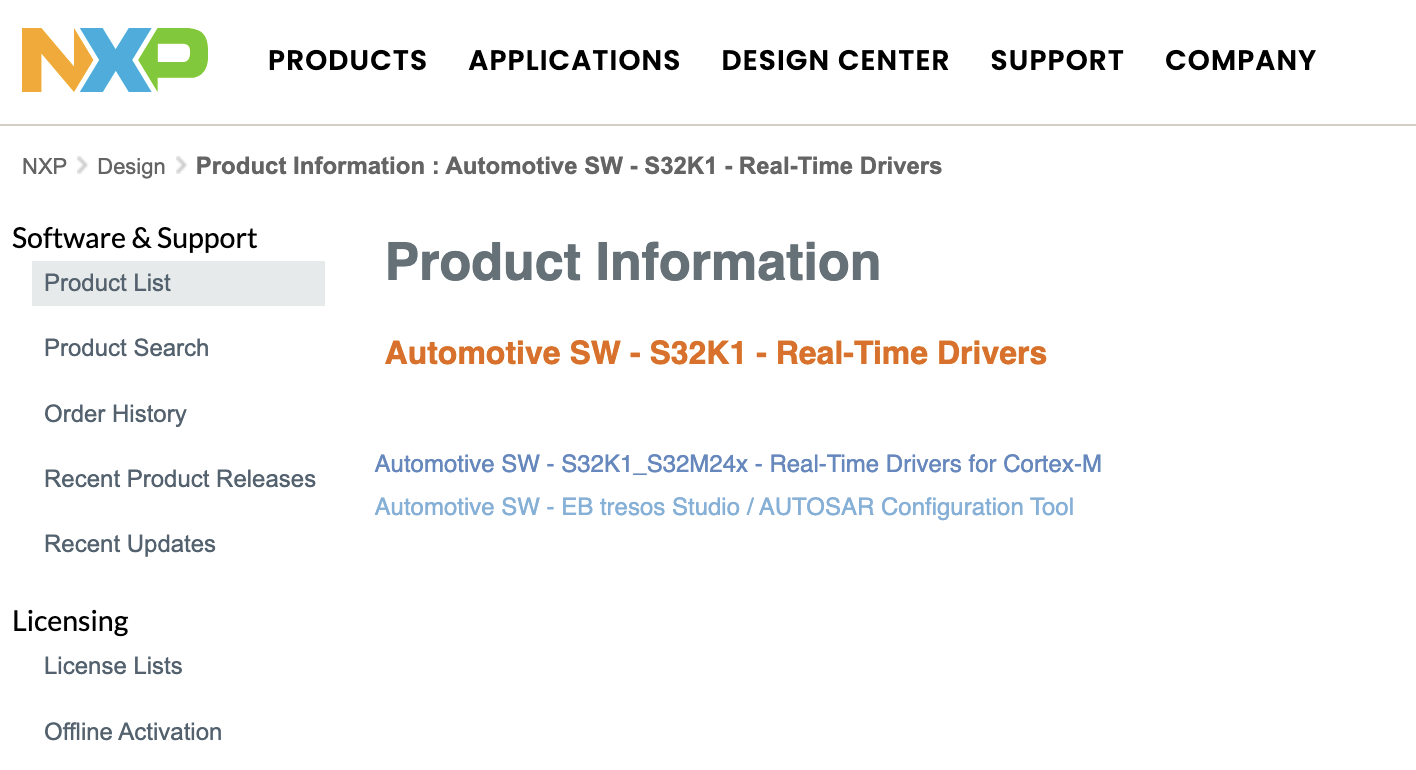 NXP PRODUCTS APPLICATIONS DESIGN CENTER SUPPORT COMPANY
NXP Design Product Information : Automotive SW - S32K1 - Real-Time Drivers
Software & Support
Product List
Product Search
Order History
Recent Product Releases
Recent Updates
Licensing
License Lists
Offline Activation
Product Information
Automotive SW - S32K1 - Real-Time Drivers
Automotive SW - S32K1_S32M24x - Real-Time Drivers for Cortex-M
Automotive SW - EB tresos Studio / AUTOSAR Configuration Tool